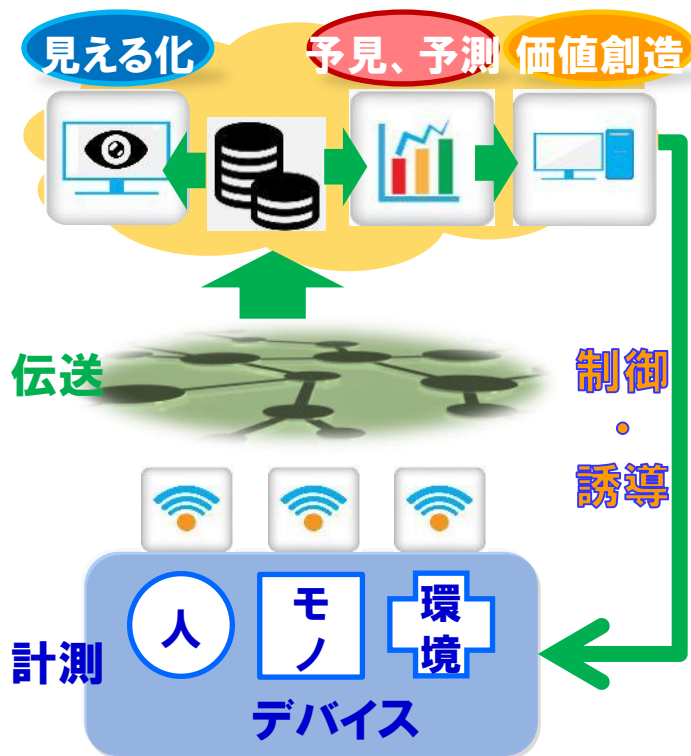 見える化
予見、予測
価値創造
伝送
制御
・
誘導
人
モノ
環境
計測
デバイス